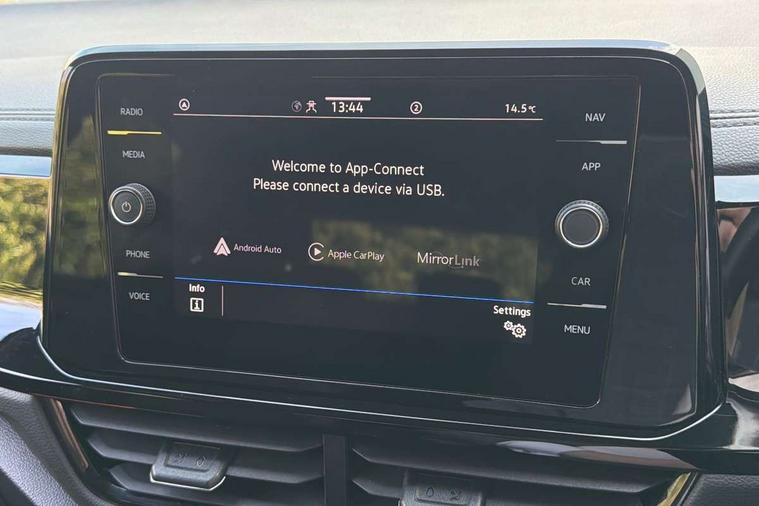 RADIO
MEDIA
PHONE
VOICE
13:44
2
14.5°C
Welcome to App-Connect
Please connect a device via USB.
Android Auto
Apple CarPlay
MirrorLink
Info
i
Settings
NAV
APP
CAR
MENU